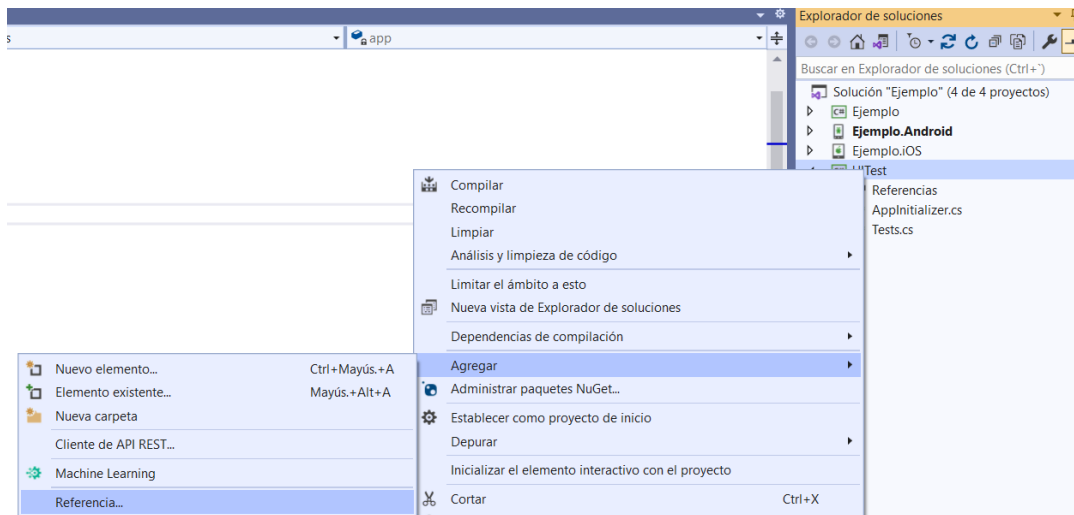 s
app
Explorador de soluciones
Buscar en Explorador de soluciones (Ctrl+`)
Solución "Ejemplo" (4 de 4 proyectos)
C# Ejemplo
Ejemplo.Android
Ejemplo.iOS
UITest
Referencias
AppInitializer.cs
Tests.cs
Compilar
Recompilar
Limpiar
Análisis y limpieza de código
Limitar el ámbito a esto
Nueva vista de Explorador de soluciones
Dependencias de compilación
Agregar
Administrar paquetes NuGet...
Establecer como proyecto de inicio
Depurar
Inicializar el elemento interactivo con el proyecto
Cortar Ctrl+X
Nuevo elemento... Ctrl+Mayús.+A
Elemento existente... Mayús.+Alt+A
Nueva carpeta
Cliente de API REST...
Machine Learning
Referencia...